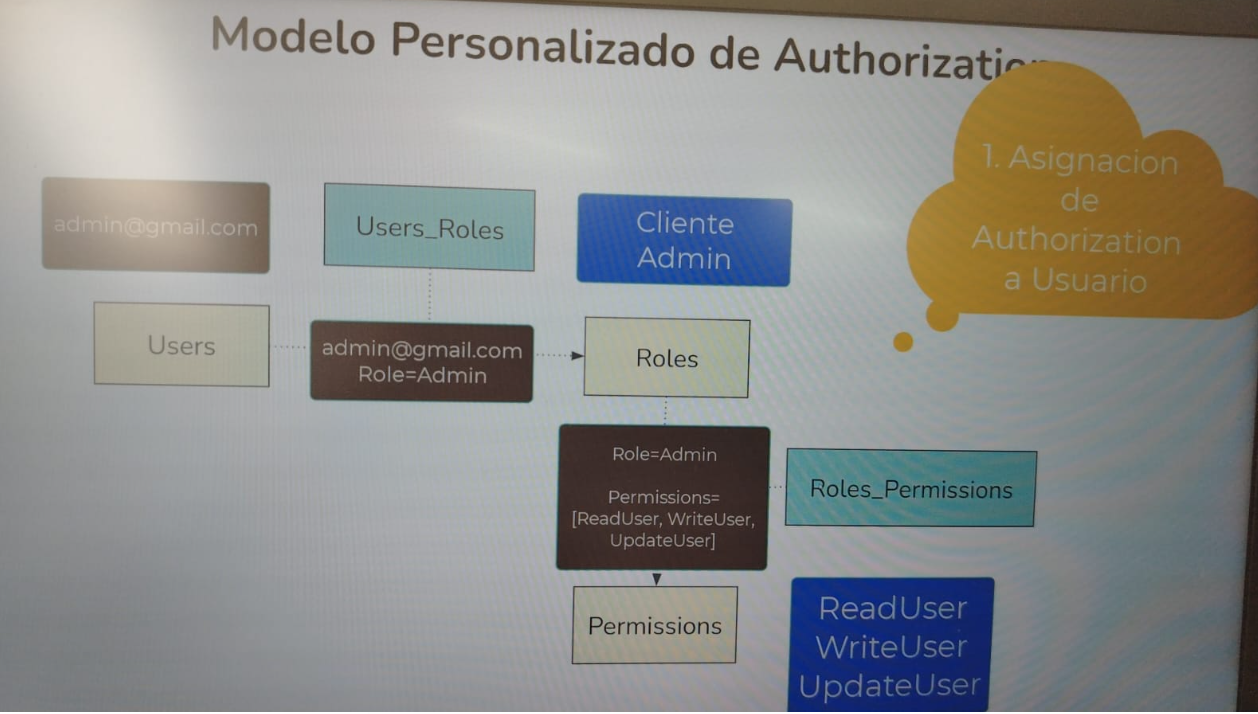 Modelo Personalizado de Authorization
1. Asignacion
de
Authorization
a Usuario
admin@gmail.com
Users_Roles
Cliente
Admin
Users
admin@gmail.com
Role=Admin
Roles
Role=Admin
Permissions=
[ReadUser, WriteUser,
UpdateUser]
Roles_Permissions
Permissions
ReadUser
WriteUser
UpdateUser